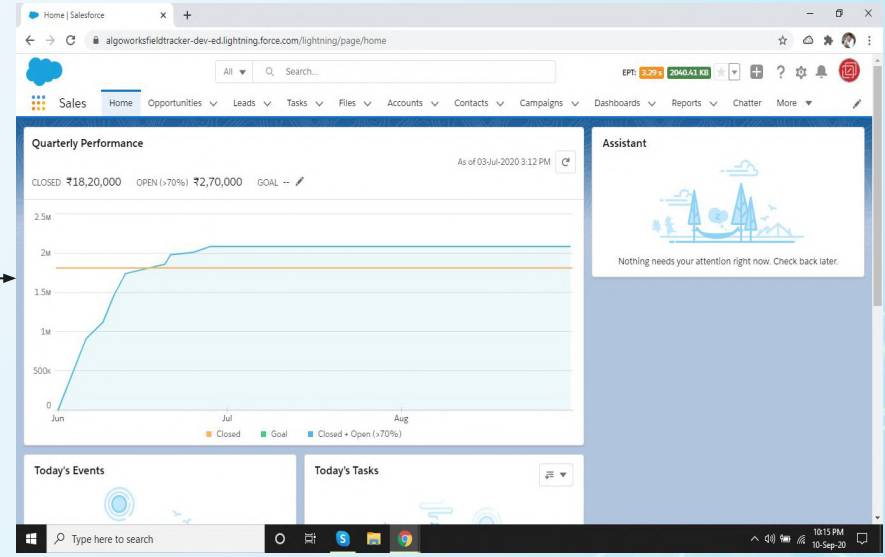 Home | Salesforce
algoworksfieldtracker-dev-ed.lightning.force.com/lightning/page/home
All Search...
EPT: 3.29 s 2040.41 KB
Sales Home Opportunities Leads Tasks Files Accounts Contacts Campaigns Dashboards Reports Chatter More
Quarterly Performance
As of 03-Jul-2020 3:12 PM
CLOSED ₹18,20,000 OPEN (>70%) ₹2,70,000 GOAL --
2.5M
2M
1.5M
1M
500K
0
Jun Jul Aug
Closed Goal Closed + Open (>70%)
Assistant
z
Nothing needs your attention right now. Check back later.
Today's Events
Today's Tasks
Type here to search
S
10:15 PM
10-Sep-20